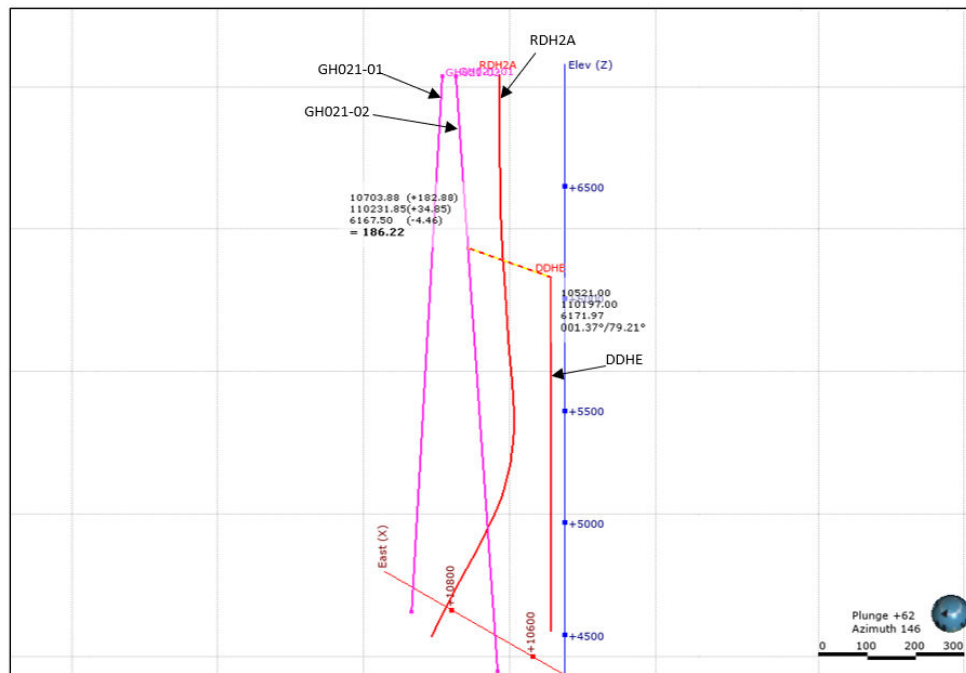 RDH2A
RDH2A
Elev (Z)
GH021-01
GH021-02
+6500
10703.88 (+182.88)
110231.85(+34.85)
6167.50 (-4.46)
= 186.22
DDHE
10521.00
110197.00
6171.97
001.37°/79.21°
DDHE
+5500
+5000
East (X)
+10800
+10600
+4500
Plunge +62
Azimuth 146
0 100 200 300